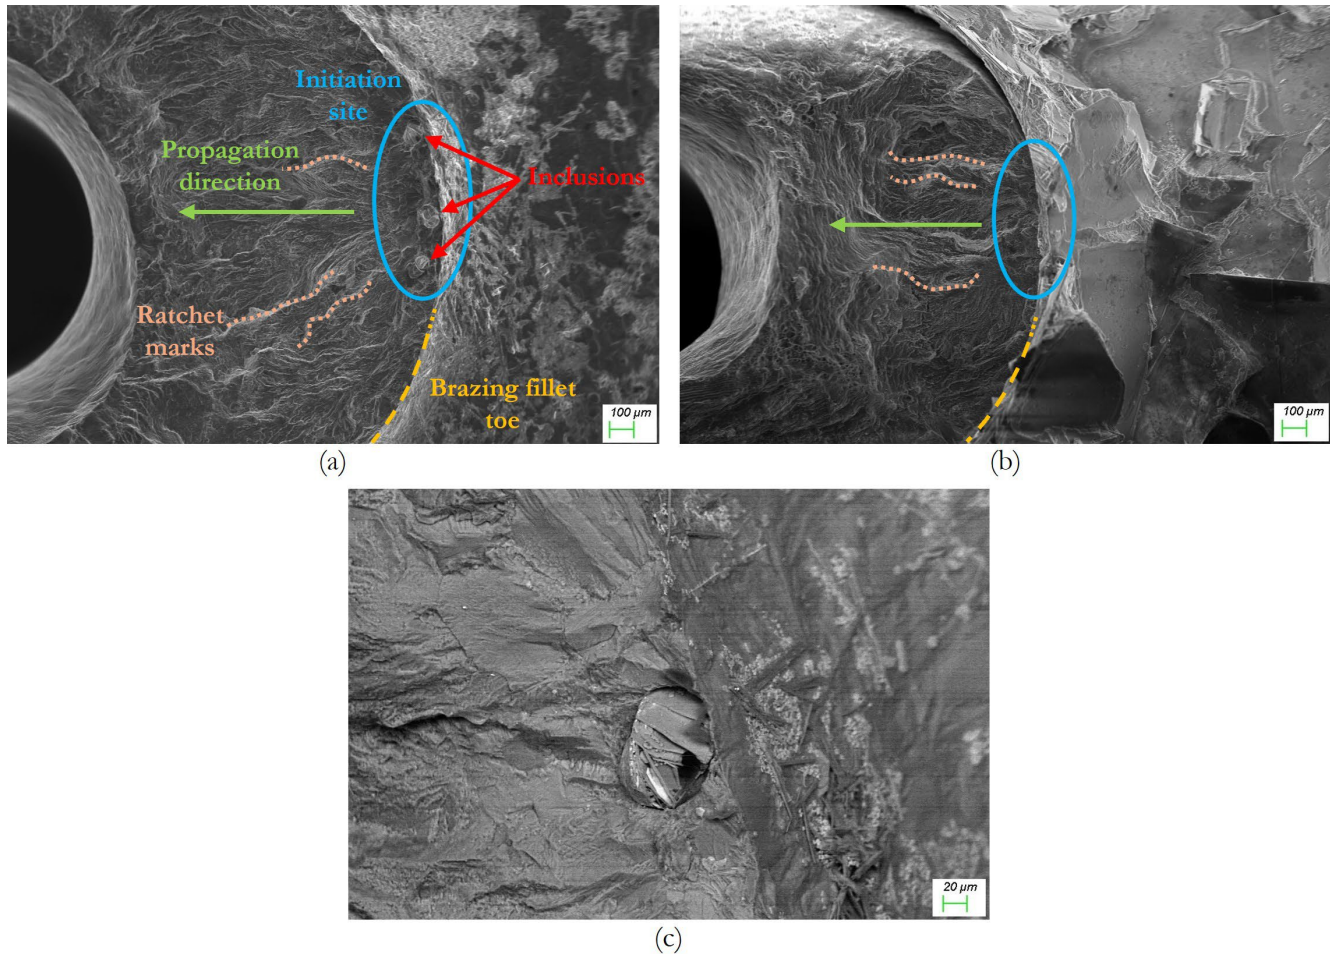 Initiation
site
Propagation
direction
Inclusions
Ratchet
marks
Brazing fillet
toe
100 µm
100 µm
(a)
(b)
20 µm
(c)